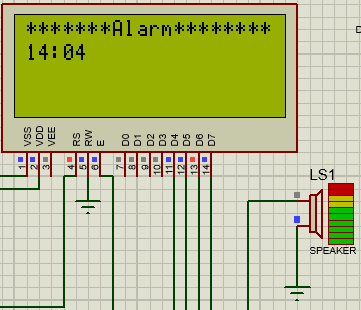 *******Alarm********
14:04
VSS
VDD
VEE
RS
RW
E
D0
D1
D2
D3
D4
D5
D6
D7
1
2
3
4
5
6
7
8
9
10
11
12
13
14
LS1
SPEAKER